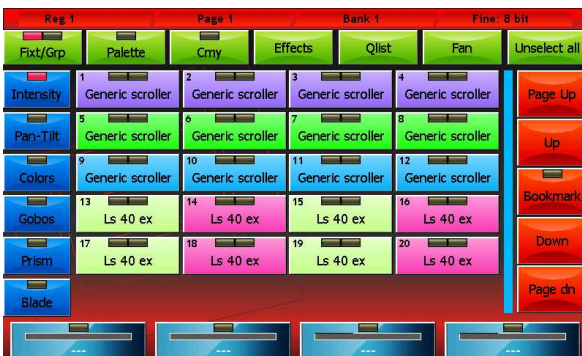 Reg 1 Page 1 Bank 1 Fine: 8 bit
Fixt/Grp Palette Cmy Effects Qlist Fan Unselect all
Intensity 1 Generic scroller 2 Generic scroller 3 Generic scroller 4 Generic scroller Page Up
Pan-Tilt 5 Generic scroller 6 Generic scroller 7 Generic scroller 8 Generic scroller Up
Colors 9 Generic scroller 10 Generic scroller 11 Generic scroller 12 Generic scroller Bookmark
Gobos 13 Ls 40 ex 14 Ls 40 ex 15 Ls 40 ex 16 Ls 40 ex Down
Prism 17 Ls 40 ex 18 Ls 40 ex 19 Ls 40 ex 20 Ls 40 ex Page dn
Blade
--- --- --- ---